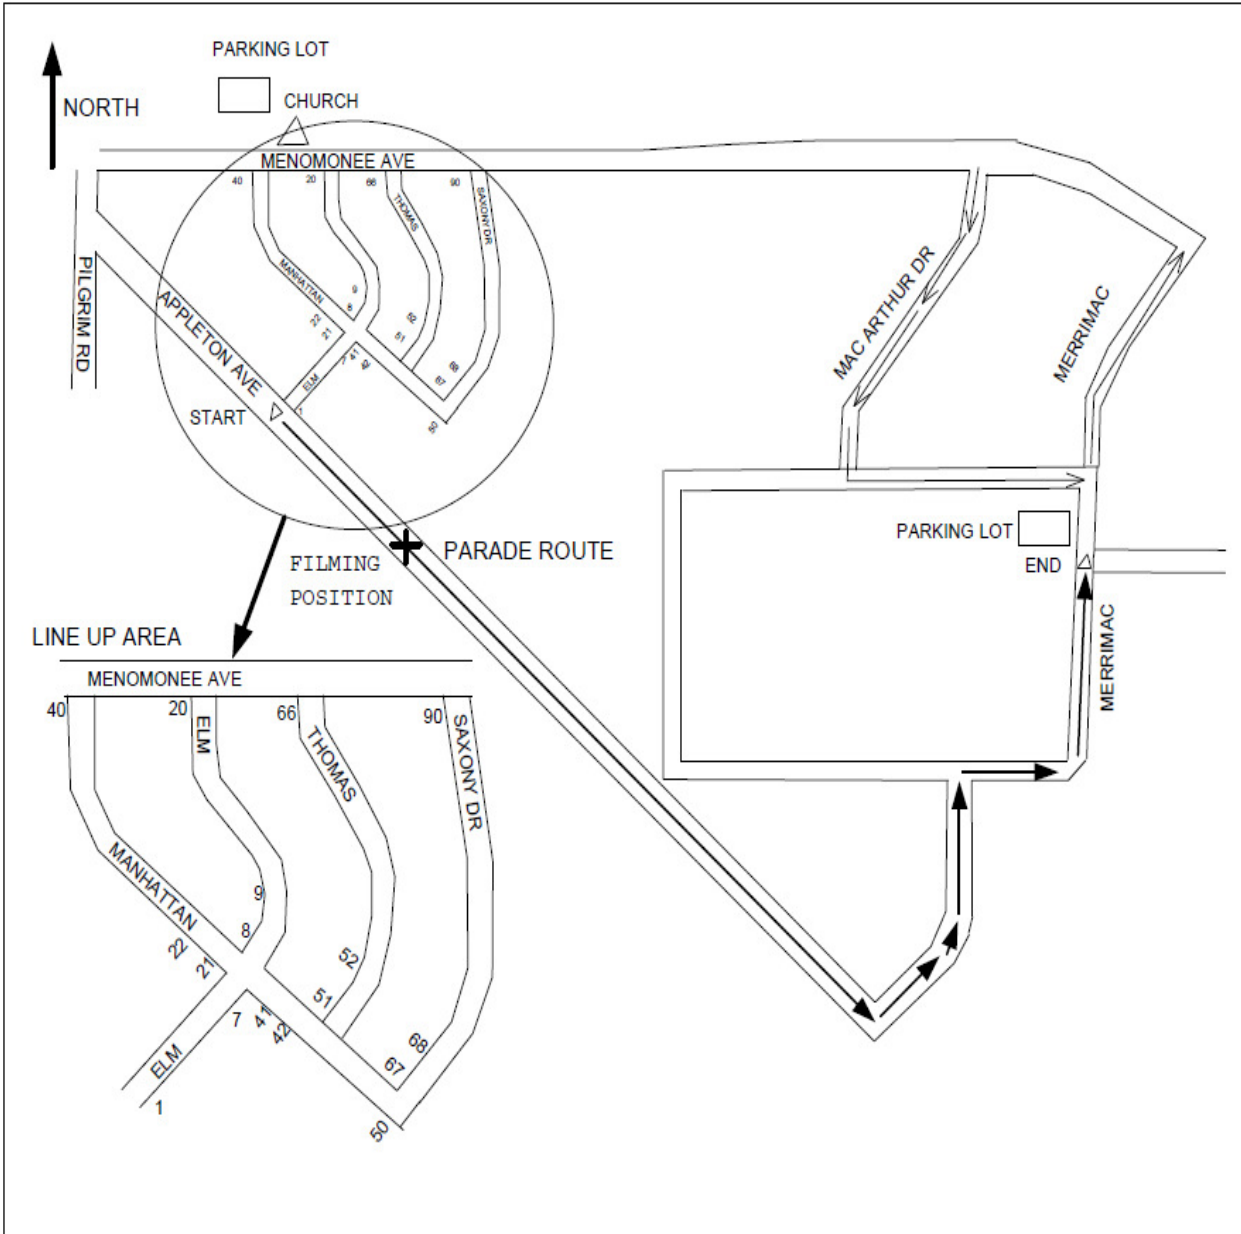 PARKING LOT
NORTH
CHURCH
MENOMONEE AVE
40
20
66
90
THOMAS
SAXONY DR
MANHATTAN
9
8
22
21
52
51
7
41
42
68
67
50
ELM
1
PILGRIM RD
APPLETON AVE
START
MAC ARTHUR DR
MERRIMAC
PARKING LOT
END
MERRIMAC
PARADE ROUTE
FILMING
POSITION
LINE UP AREA
MENOMONEE AVE
40
20
ELM
66
THOMAS
90
SAXONY DR
MANHATTAN
9
8
22
21
52
51
7
41
42
68
67
50
ELM
1